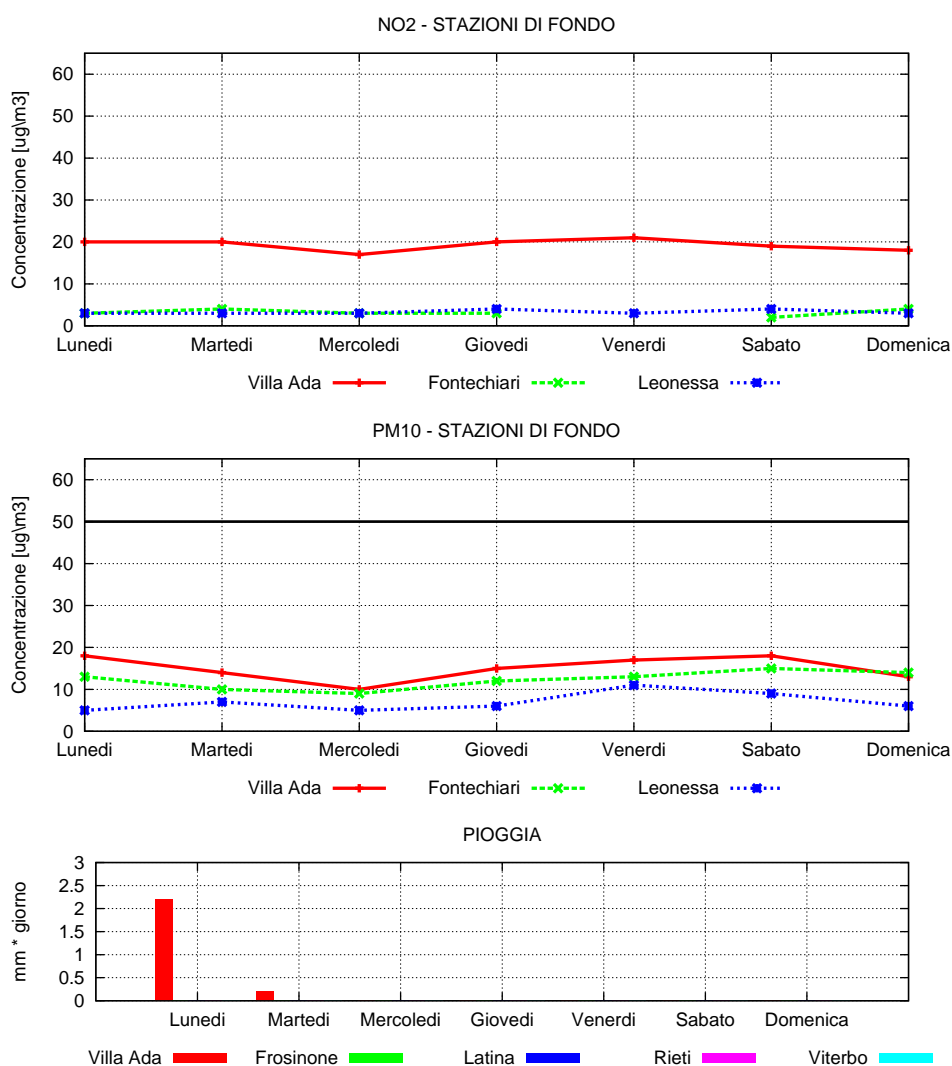 NO2 - STAZIONI DI FONDO
Concentrazione [ug\m3]
60
50
40
30
20
10
0
Lunedi Martedi Mercoledi Giovedi Venerdi Sabato Domenica
Villa Ada Fontechiari Leonessa
PM10 - STAZIONI DI FONDO
Concentrazione [ug\m3]
60
50
40
30
20
10
0
Lunedi Martedi Mercoledi Giovedi Venerdi Sabato Domenica
Villa Ada Fontechiari Leonessa
PIOGGIA
mm * giorno
3
2.5
2
1.5
1
0.5
0
Lunedi Martedi Mercoledi Giovedi Venerdi Sabato Domenica
Villa Ada Frosinone Latina Rieti Viterbo